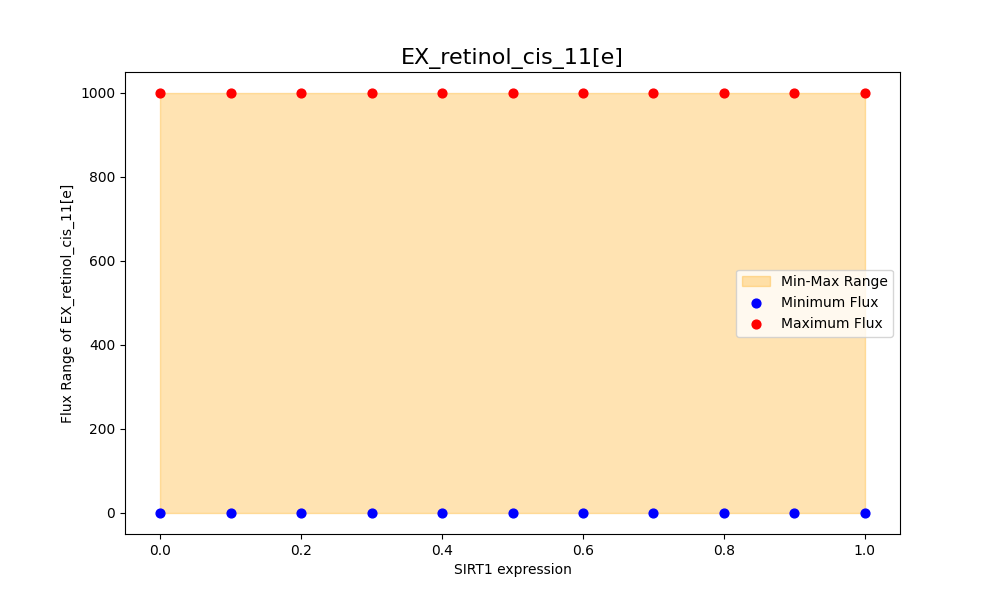 EX_retinol_cis_11[e]
Flux Range of EX_retinol_cis_11[e]
1000
800
600
400
200
0
Min-Max Range
Minimum Flux
Maximum Flux
0.0 0.2 0.4 0.6 0.8 1.0
SIRT1 expression